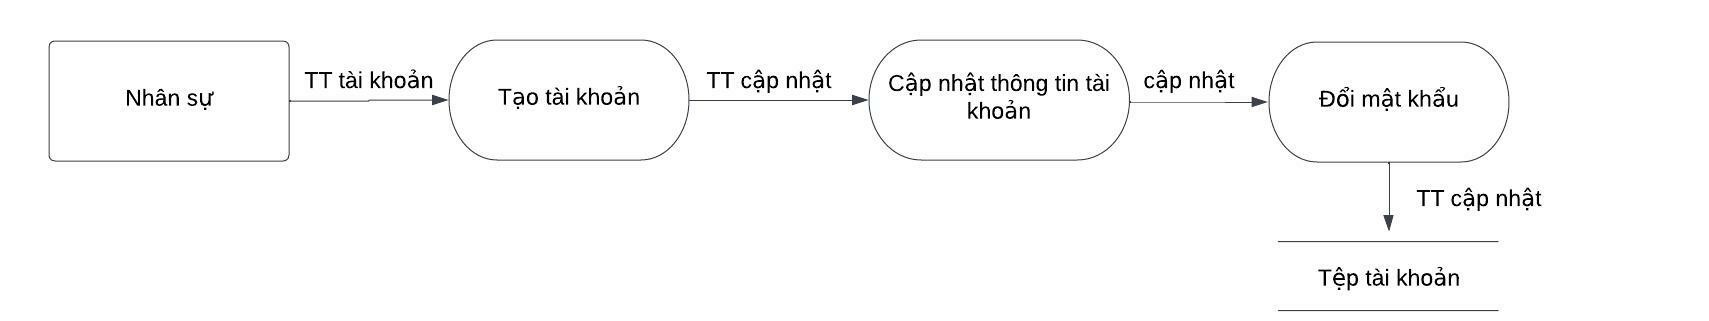 Nhân sự
TT tài khoản
Tạo tài khoản
TT cập nhật
Cập nhật thông tin tài
khoản
cập nhật
Đổi mật khẩu
TT cập nhật
Tệp tài khoản